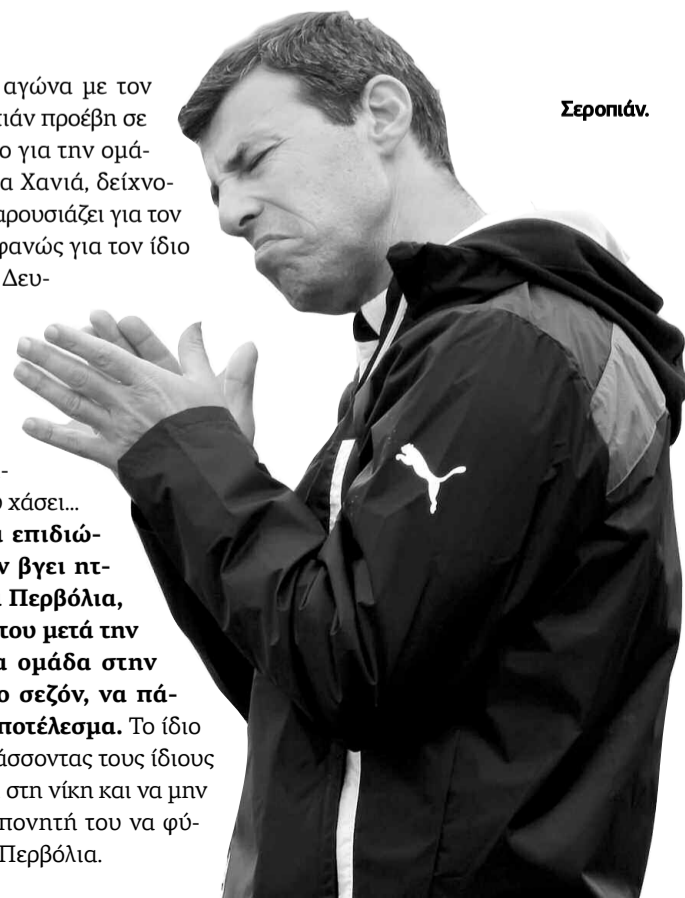 αγώνα με τον
πιάν προέβη σε
ο για την ομά-
α Χανιά, δείχνο-
αρουσιάζει για τον
φανώς για τον ίδιο
Δευ-
Σεροπιάν.
-
χάσει...
επιδιώ-
ν βγει ητ-
Περβόλια,
του μετά την
α ομάδα στην
ο σεζόν, να πά-
ποτέλεσμα. Το ίδιο
άσσοντας τους ίδιους
στη νίκη και να μην
πονητή του να φύ-
Περβόλια.